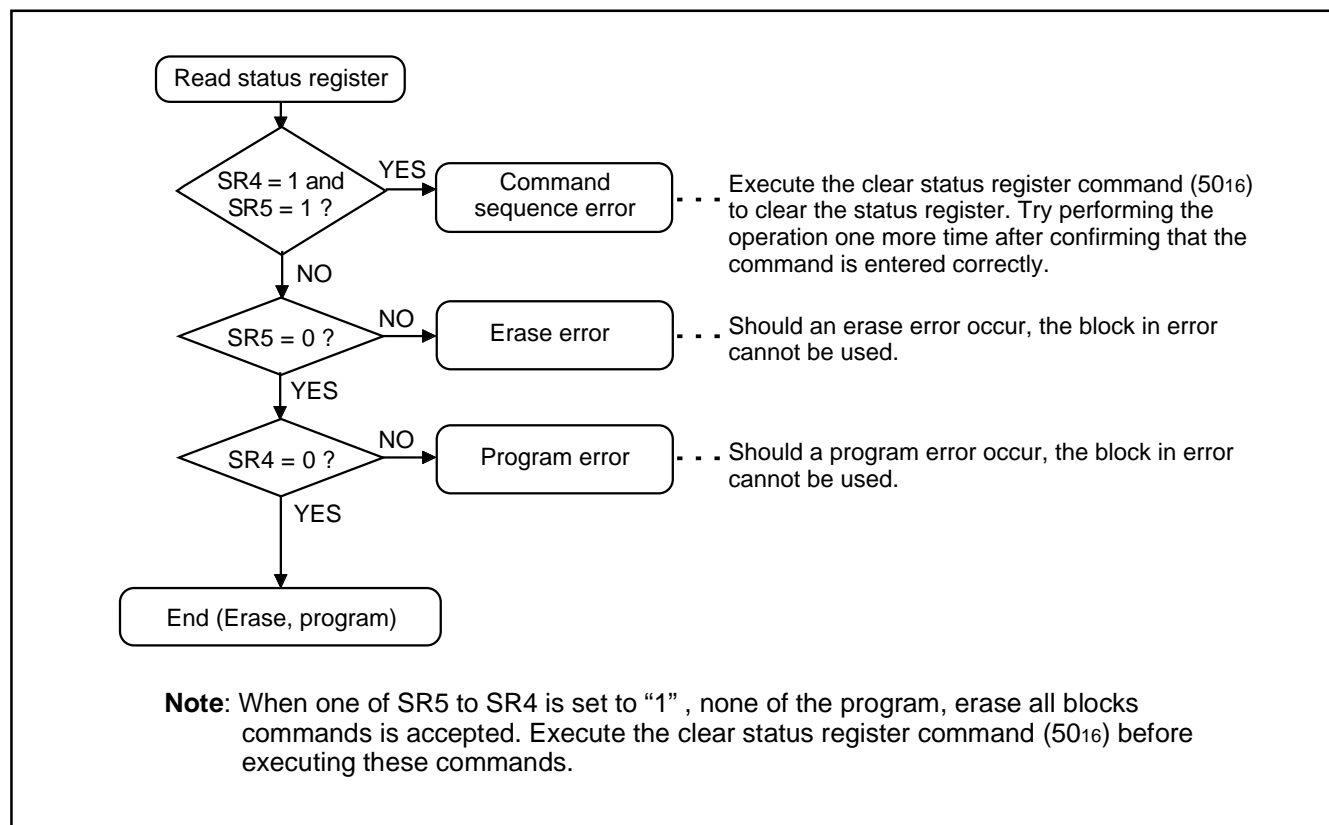 Read status register
SR4 = 1 and
SR5 = 1 ?
YES
Command
sequence error
Execute the clear status register command (5016)
to clear the status register. Try performing the
operation one more time after confirming that the
command is entered correctly.
NO
SR5 = 0 ?
NO
Erase error
Should an erase error occur, the block in error
cannot be used.
YES
SR4 = 0 ?
NO
Program error
Should a program error occur, the block in error
cannot be used.
YES
End (Erase, program)
Note: When one of SR5 to SR4 is set to “1” , none of the program, erase all blocks
commands is accepted. Execute the clear status register command (5016) before
executing these commands.